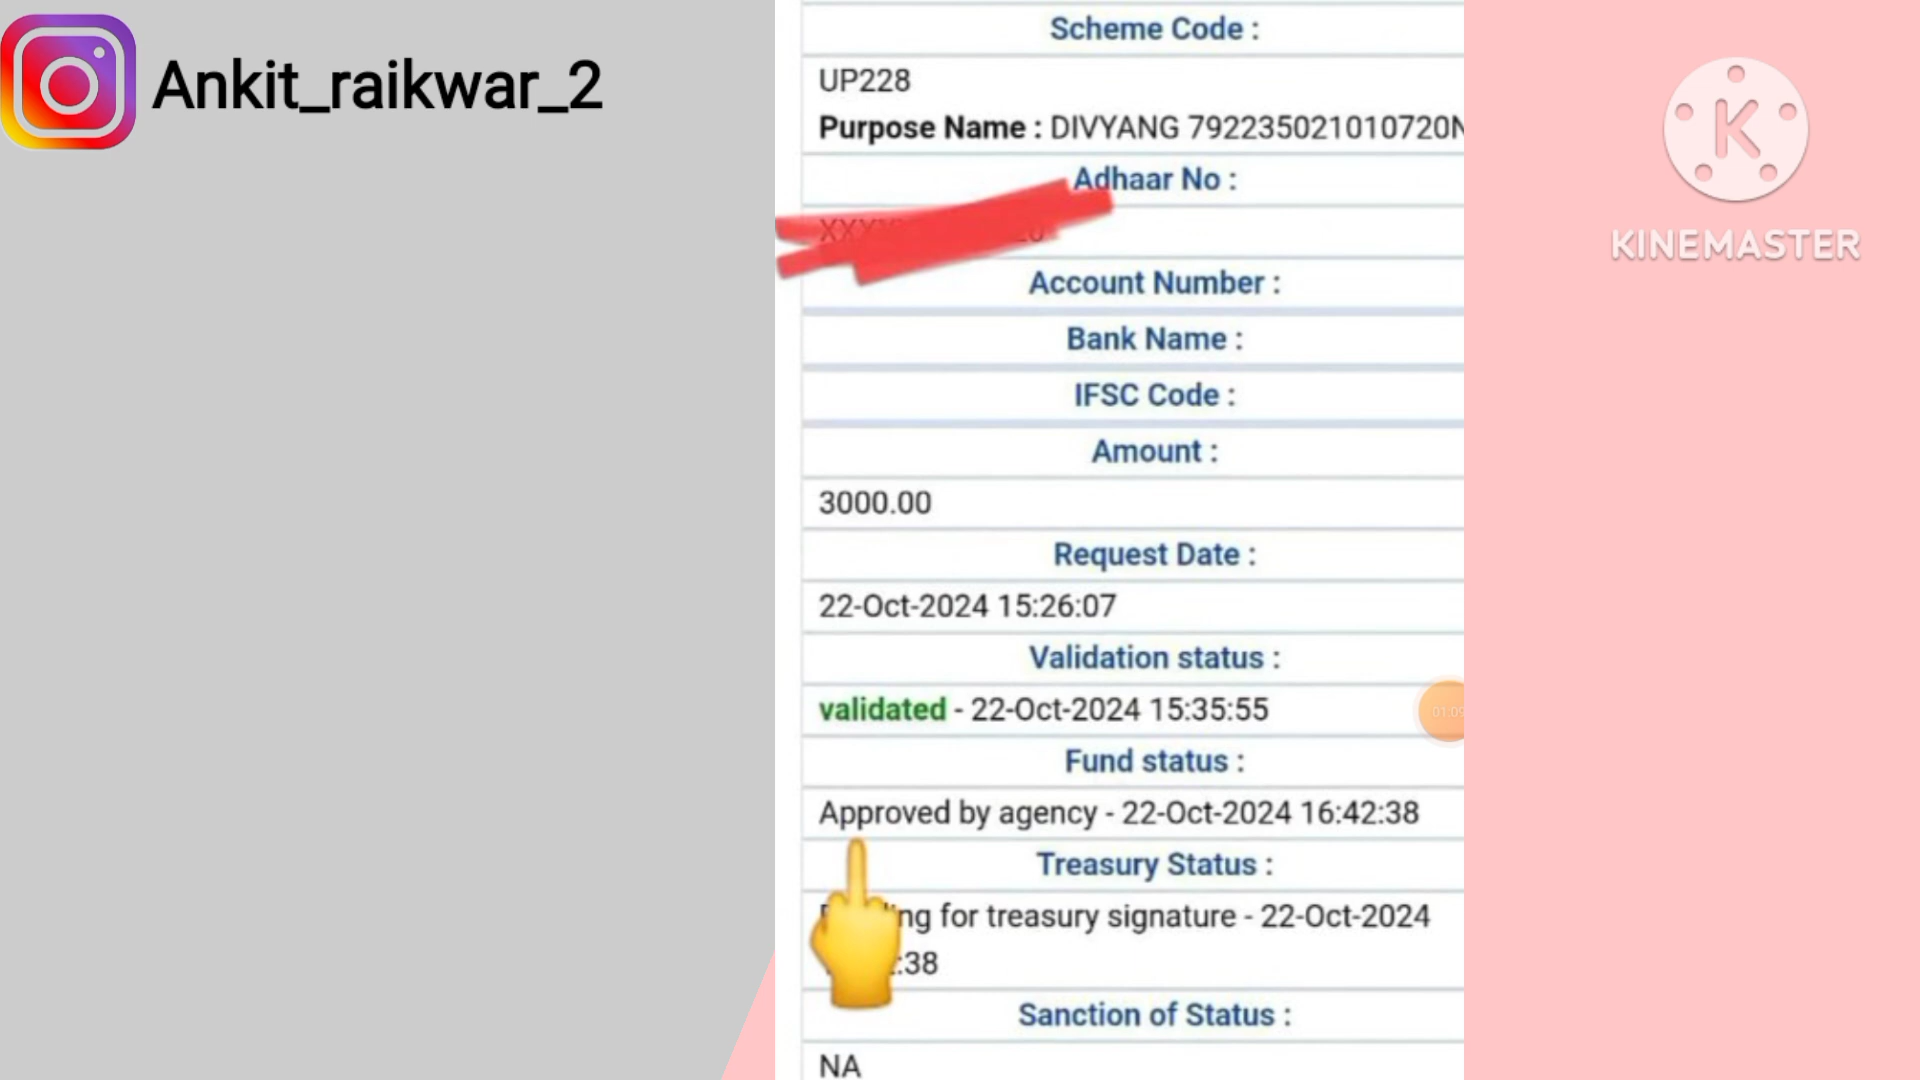 Ankit_raikwar_2
Scheme Code :
UP228
Purpose Name : DIVYANG 792235021010720N
Adhaar No :
Account Number :
Bank Name :
IFSC Code :
Amount :
3000.00
Request Date :
22-Oct-2024 15:26:07
Validation status :
validated - 22-Oct-2024 15:35:55
Fund status :
Approved by agency - 22-Oct-2024 16:42:38
Treasury Status :
for treasury signature - 22-Oct-2024
:38
Sanction of Status :
NA
K
KINEMASTER